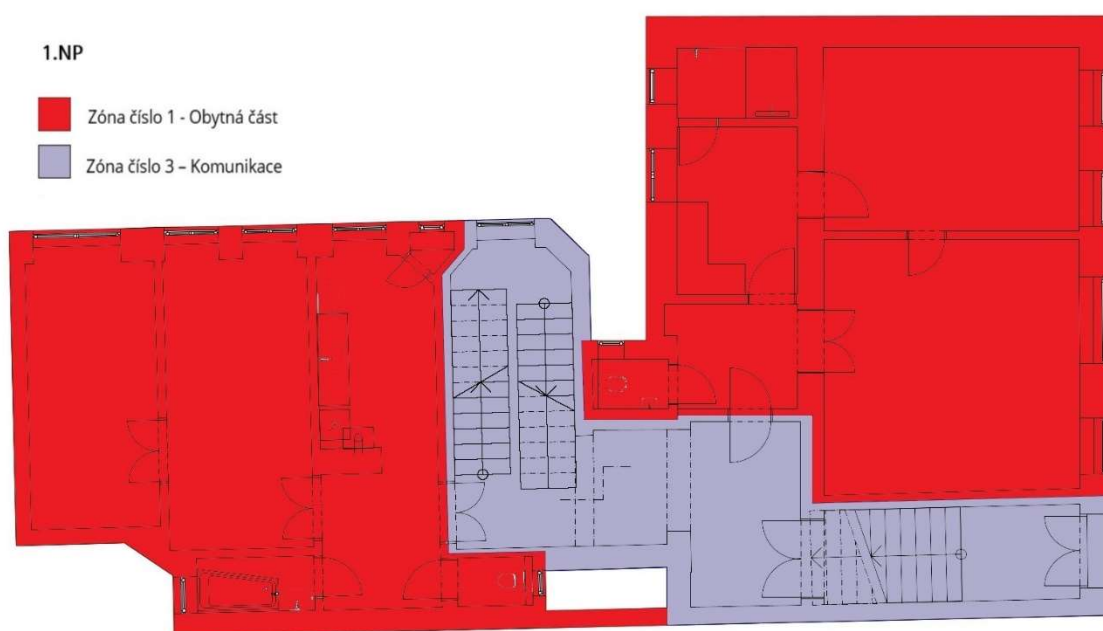 1.NP
Zóna číslo 1 - Obytná část
Zóna číslo 3 – Komunikace